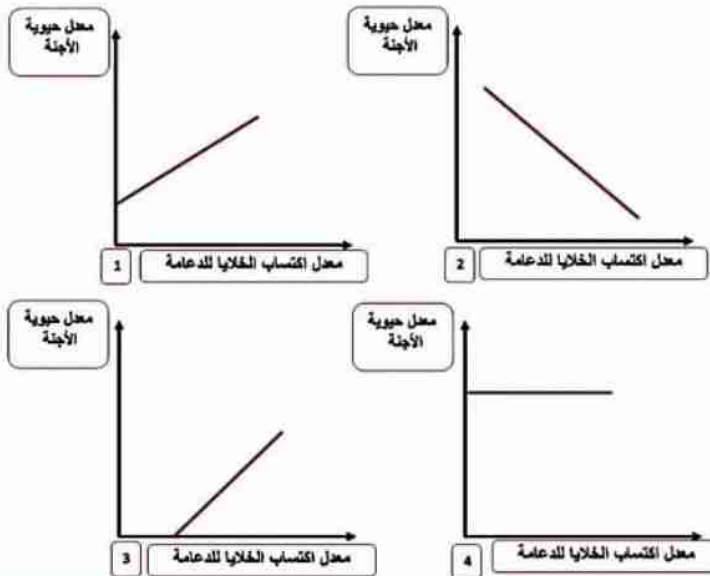 معدل حيوية
الأجنة
معدل حيوية
الأجنة
1
معدل اكتساب الخلايا للدعامة
2
معدل اكتساب الخلايا للدعامة
معدل حيوية
الأجنة
معدل حيوية
الأجنة
3
معدل اكتساب الخلايا للدعامة
4
معدل اكتساب الخلايا للدعامة